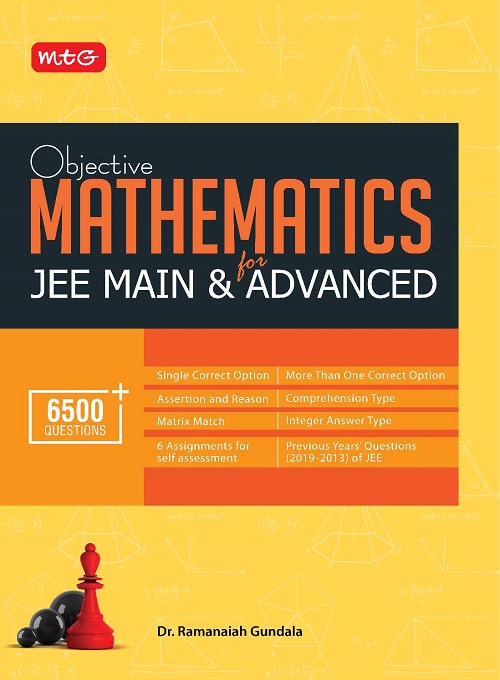 mtG
Objective
MATHEMATICS
for
JEE MAIN & ADVANCED
6500+
QUESTIONS
Single Correct Option | More Than One Correct Option
Assertion and Reason | Comprehension Type
Matrix Match | Integer Answer Type
6 Assignments for self assessment | Previous Years' Questions (2019-2013) of JEE
Dr. Ramanaiah Gundala